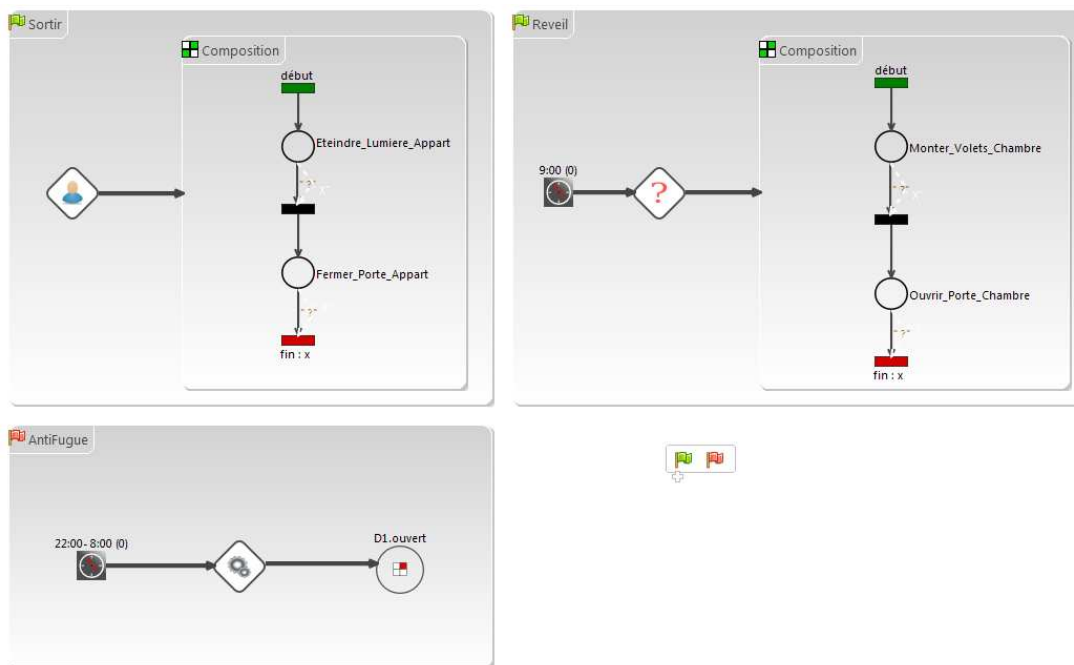 Sortir
Composition
début
Eteindre_Lumiere_Appart
"?"
Fermer_Porte_Appart
"?"
fin : x
Reveil
9:00 (0)
?
Composition
début
Monter_Volets_Chambre
"?"
Ouvrir_Porte_Chambre
"?"
fin : x
AntiFugue
22:00- 8:00 (0)
D1.ouvert